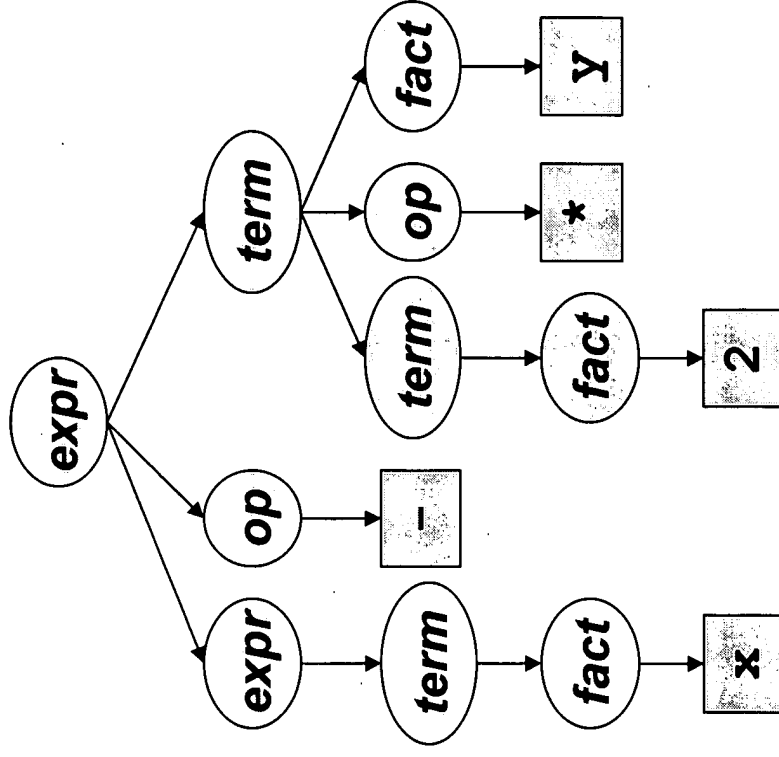 expr
expr op term
term - term op fact
fact fact * y
x 2